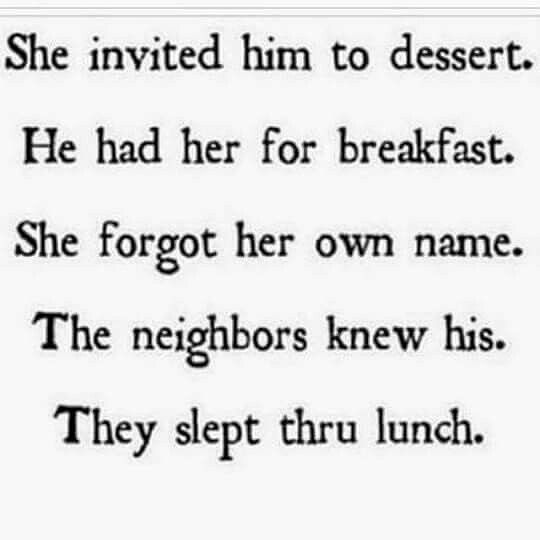 She invited him to dessert.
He had her for breakfast.
She forgot her own name.
The neighbors knew his.
They slept thru lunch.